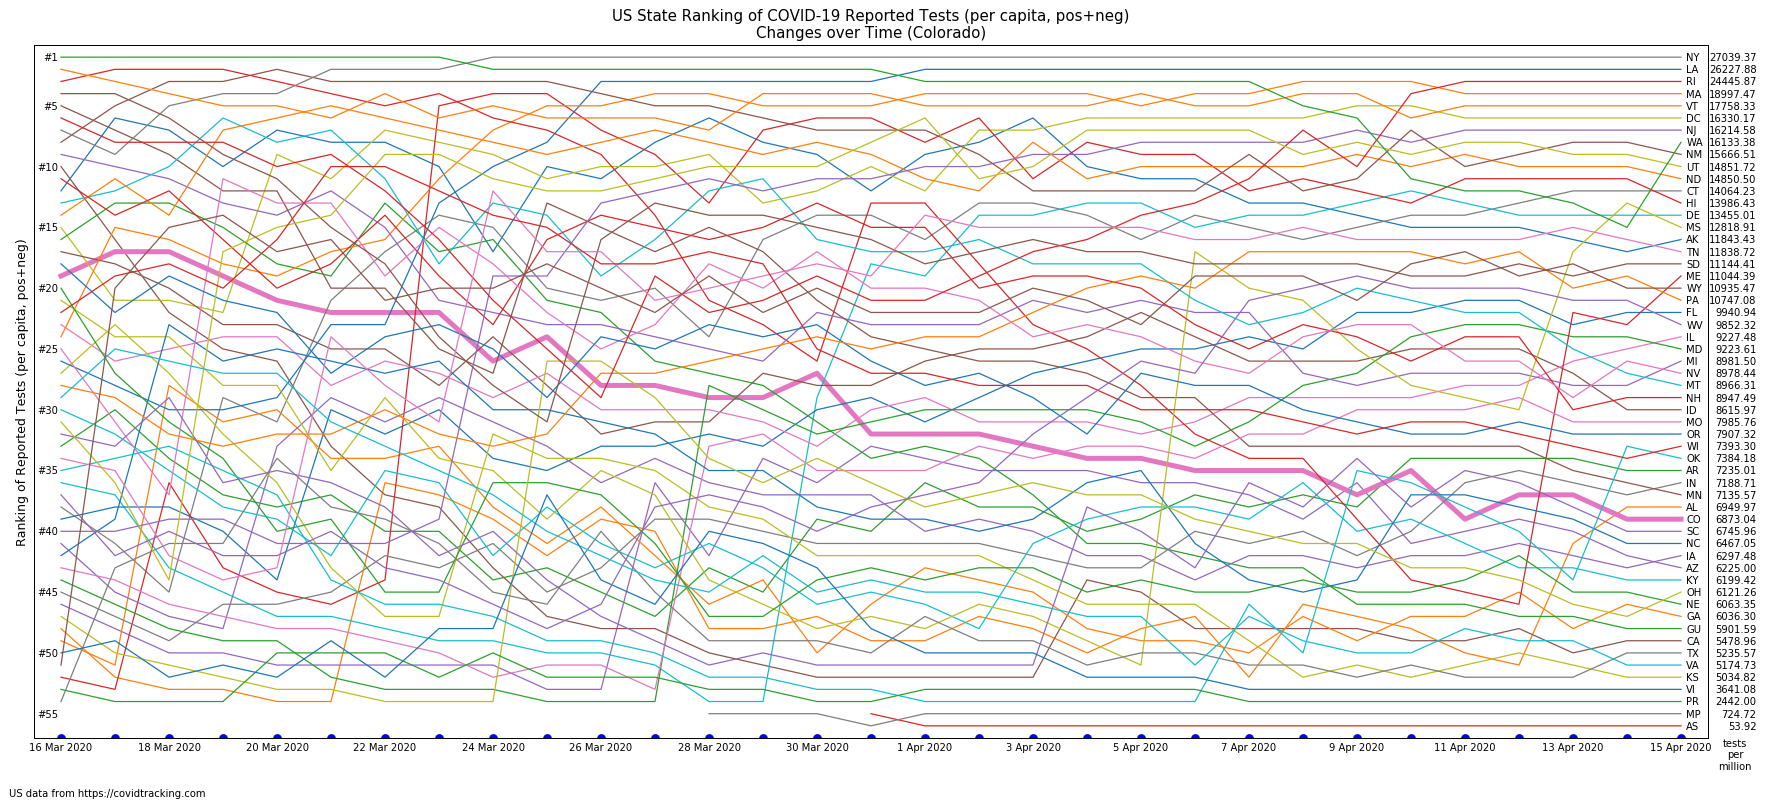 US State Ranking of COVID-19 Reported Tests (per capita, pos+neg)
Changes over Time (Colorado)
Ranking of Reported Tests (per capita, pos+neg)
#1
#5
#10
#15
#20
#25
#30
#35
#40
#45
#50
#55
NY 27039.37
LA 26227.88
RI 24445.87
MA 18997.47
VT 17758.33
DC 16330.17
NJ 16214.58
WA 16133.38
NM 15666.51
UT 14851.72
ND 14850.50
CT 14064.23
HI 13986.43
DE 13455.01
MS 12818.91
AK 11843.43
TN 11838.72
SD 11144.41
ME 11044.39
WY 10935.47
PA 10747.08
FL 9940.94
WV 9852.32
IL 9227.48
MD 9223.61
MI 8981.50
NV 8978.44
MT 8966.31
NH 8947.49
ID 8615.97
MO 7985.76
OR 7907.32
WI 7393.30
OK 7384.18
AR 7235.01
IN 7188.71
MN 7135.57
AL 6949.97
CO 6873.04
SC 6745.96
NC 6467.05
IA 6297.48
AZ 6225.00
KY 6199.42
OH 6121.26
NE 6063.35
GA 6036.30
GU 5901.59
CA 5478.96
TX 5235.57
VA 5174.73
KS 5034.82
VI 3641.08
PR 2442.00
MP 724.72
AS 53.92
16 Mar 2020 18 Mar 2020 20 Mar 2020 22 Mar 2020 24 Mar 2020 26 Mar 2020 28 Mar 2020 30 Mar 2020 1 Apr 2020 3 Apr 2020 5 Apr 2020 7 Apr 2020 9 Apr 2020 11 Apr 2020 13 Apr 2020 15 Apr 2020
tests
per
million
US data from https://covidtracking.com